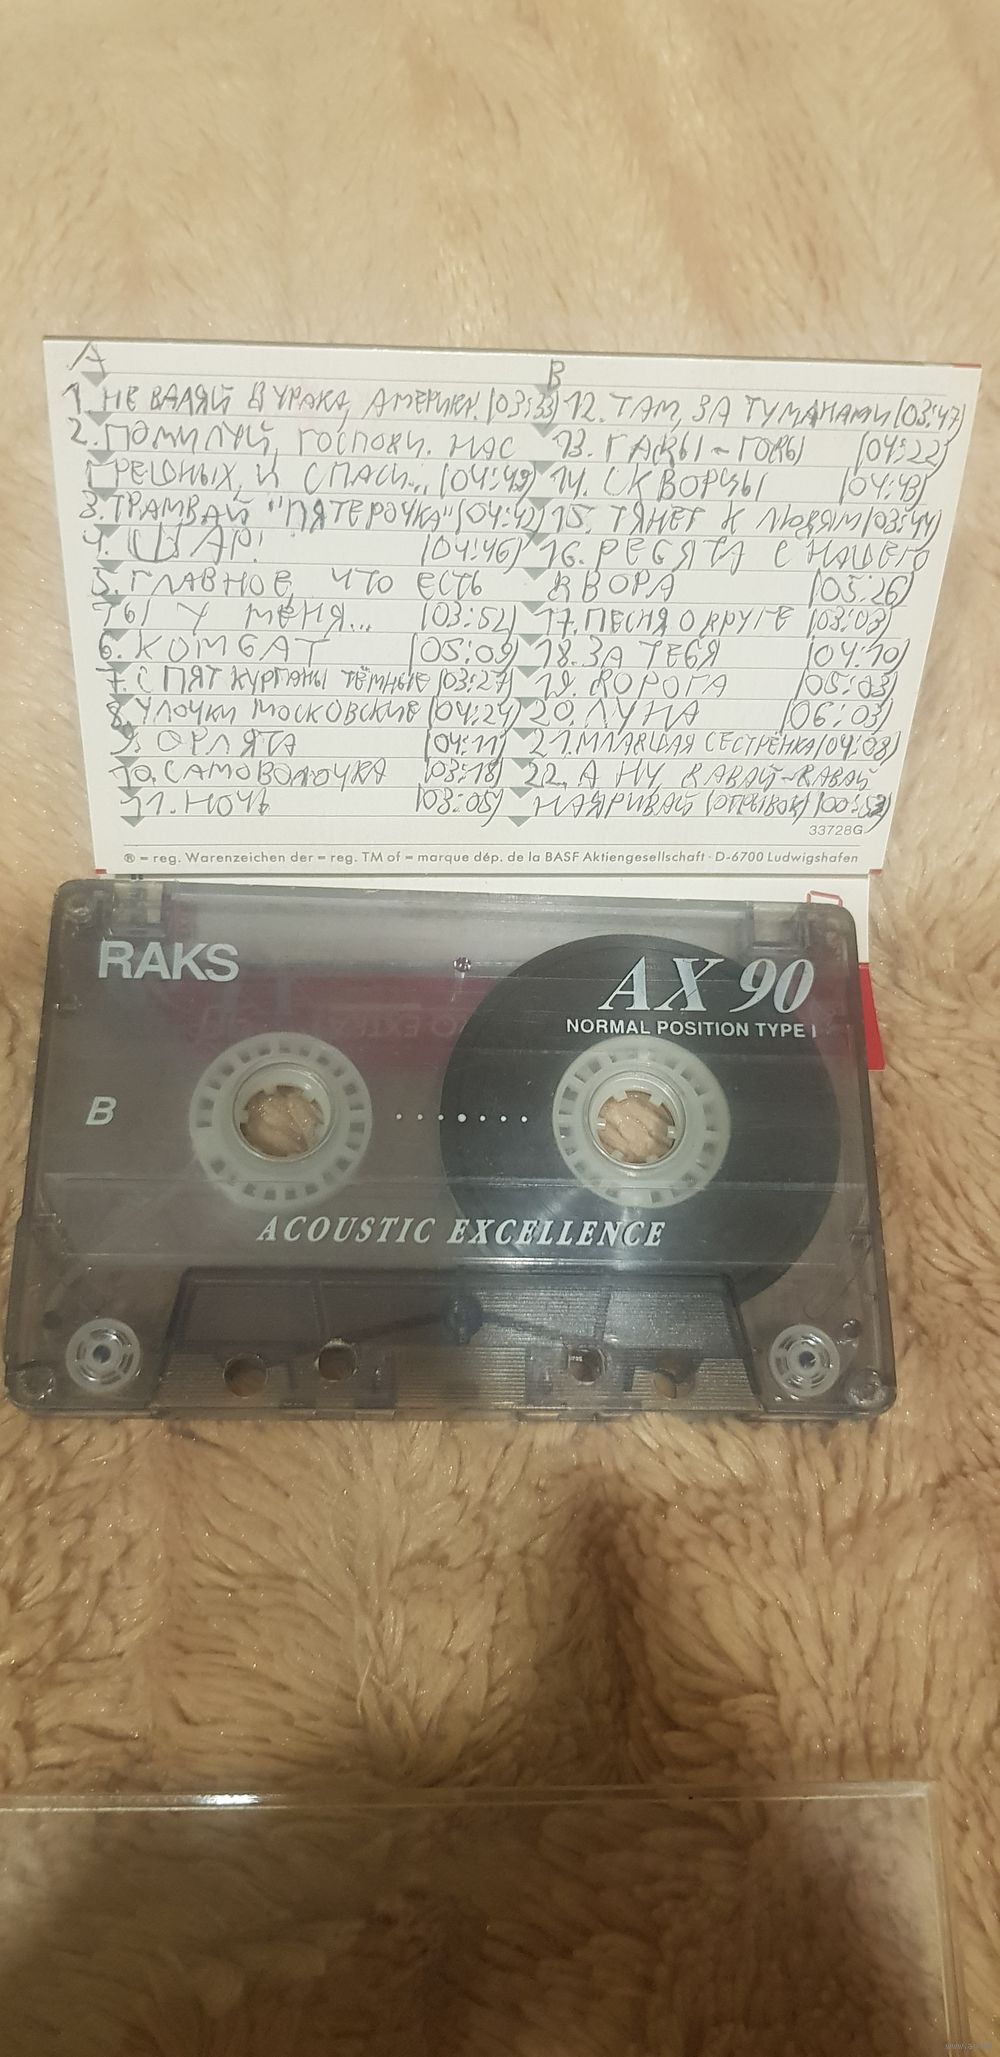 A
1. НЕ ВАЛЯЙ ДУРАКА, АМЕРИКА! (03:33)
2. ПОМИЛУЙ, ГОСПОДИ, НАС
ГРЕШНЫХ, И СПАСИ... (04:49)
3. ТРАМВАЙ "ПЯТЁРОЧКА" (04:42)
4. ШАР! (04:46)
5. ГЛАВНОЕ, ЧТО ЕСТЬ
ТЫ У МЕНЯ... (03:52)
6. КОМБАТ (05:09)
7. С ПЯТ КУРГАНЫ ТЁМНЫЕ (03:27)
8. УЛОЧКИ МОСКОВСКИЕ (04:24)
9. ОРЛЯТА (04:11)
10. САМОВОЛОЧКА (03:18)
11. НОЧЬ (03:05)
B
12. ТАМ, ЗА ТУМАНАМИ (03:47)
13. ГАДЫ-ГОДЫ (04:22)
14. СКВОРЦЫ (04:43)
15. ТЯНЕТ К ЛЮДЯМ (03:44)
16. РЕБЯТА С НАШЕГО
ДВОРА (05:26)
17. ПЕСНЯ О ДРУГЕ (03:03)
18. ЗА ТЕБЯ (04:10)
19. ДОРОГА (05:03)
20. ЛУНА (06:03)
21. МЛАДШАЯ СЕСТРЁНКА (04:08)
22. А НУ, ДАВАЙ-ДАВАЙ
НАЯРИВАЙ (ОТРЫВОК)
33728G
® = reg. Warenzeichen der = reg. TM of = marque dép. de la BASF Aktiengesellschaft · D-6700 Ludwigshafen
RAKS
AX 90
NORMAL POSITION TYPE I
B
ACOUSTIC EXCELLENCE